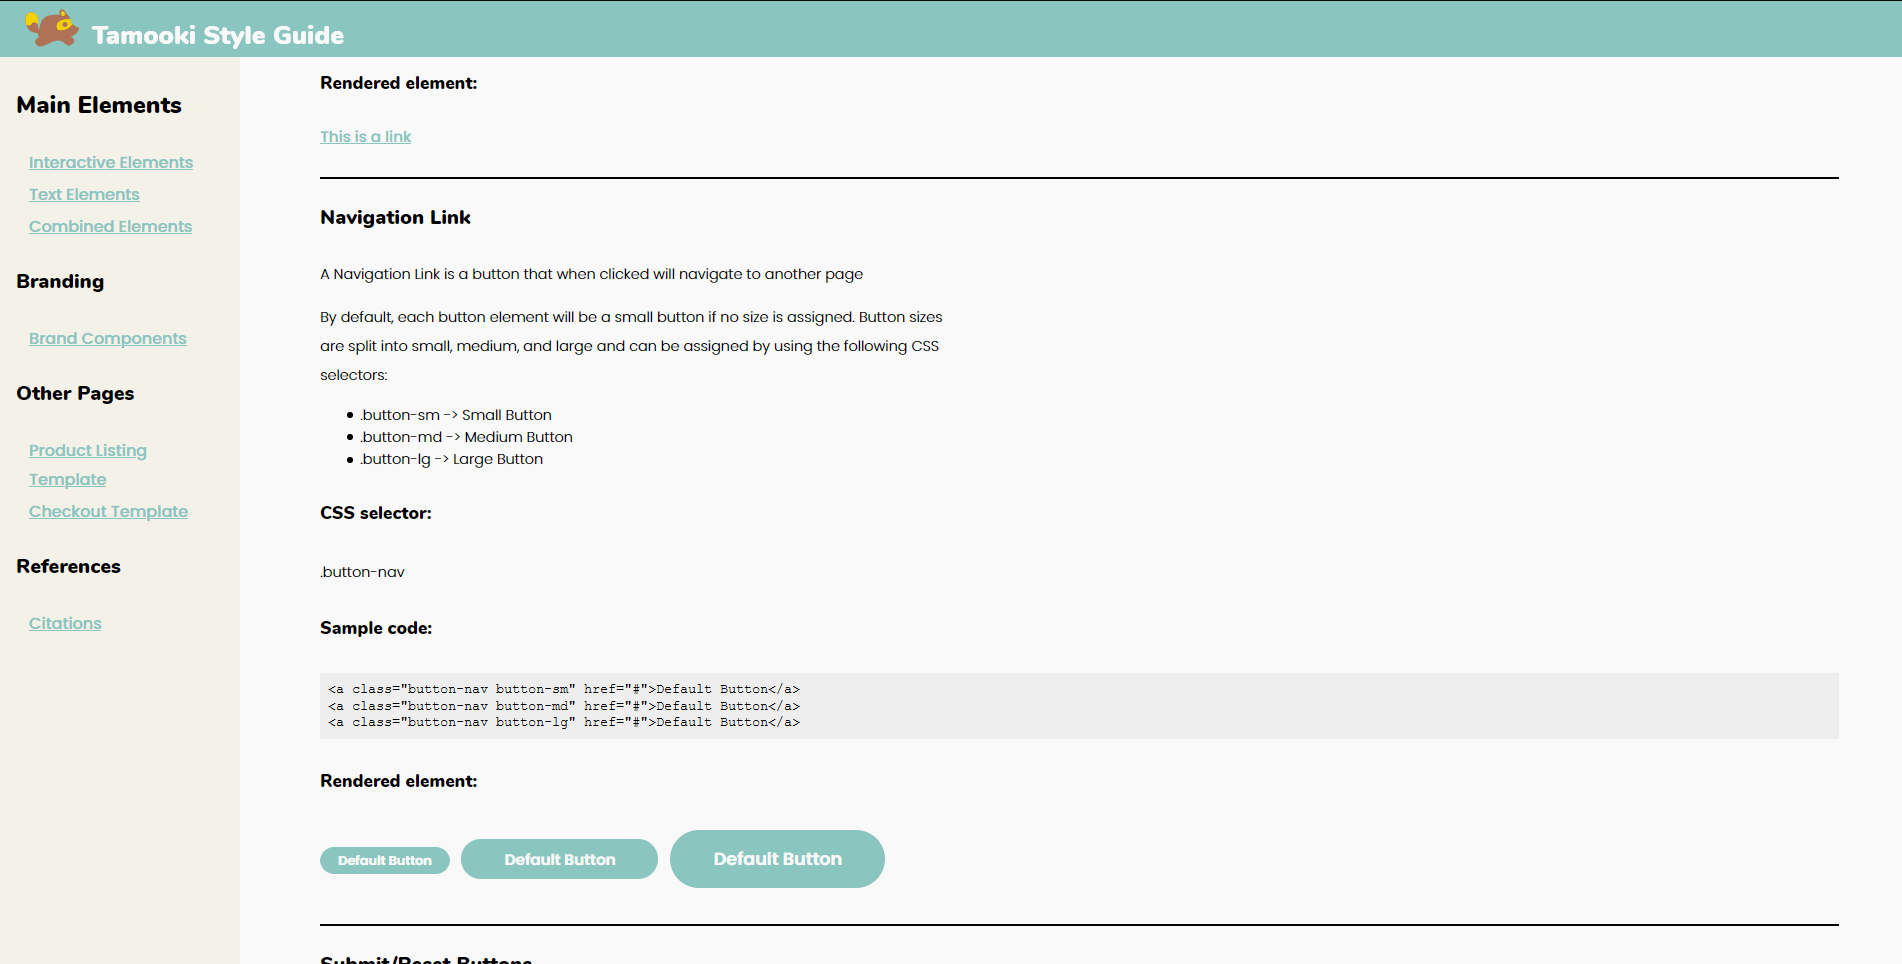 Tamooki Style Guide
Main Elements
Interactive Elements
Text Elements
Combined Elements
Branding
Brand Components
Other Pages
Product Listing
Template
Checkout Template
References
Citations
Rendered element:
This is a link
Navigation Link
A Navigation Link is a button that when clicked will navigate to another page
By default, each button element will be a small button if no size is assigned. Button sizes
are split into small, medium, and large and can be assigned by using the following CSS
selectors:
.button-sm -> Small Button
.button-md -> Medium Button
.button-lg -> Large Button
CSS selector:
.button-nav
Sample code:
<a class="button-nav button-sm" href="#">Default Button</a>
<a class="button-nav button-md" href="#">Default Button</a>
<a class="button-nav button-lg" href="#">Default Button</a>
Rendered element:
Default Button Default Button Default Button
Submit/Reset Buttons